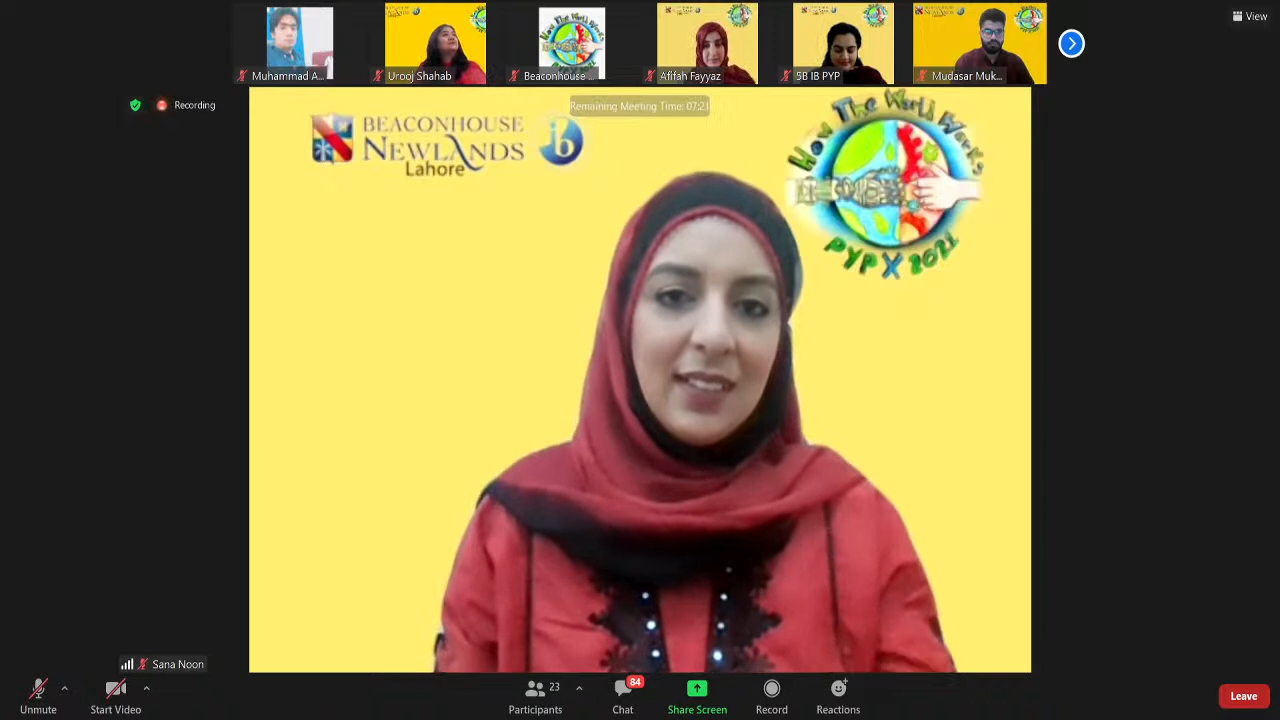 View
Muhammad A...
Urooj Shahab
Beaconhouse ...
Afifah Fayyaz
5B IB PYP
Mudasar Muk...
Recording
Remaining Meeting Time: 07:21
BEACONHOUSE
NEWLANDS
Lahore
ib
How The World Works
PYP X 2021
Sana Noon
Unmute
Start Video
23
Participants
84
Chat
Share Screen
Record
Reactions
Leave